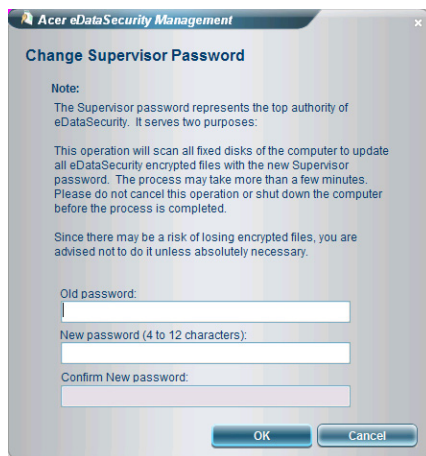 Acer eDataSecurity Management
×
Change Supervisor Password
Note:
The Supervisor password represents the top authority of
eDataSecurity. It serves two purposes:
This operation will scan all fixed disks of the computer to update
all eDataSecurity encrypted files with the new Supervisor
password. The process may take more than a few minutes.
Please do not cancel this operation or shut down the computer
before the process is completed.
Since there may be a risk of losing encrypted files, you are
advised not to do it unless absolutely necessary.
Old password:
New password (4 to 12 characters):
Confirm New password:
OK Cancel